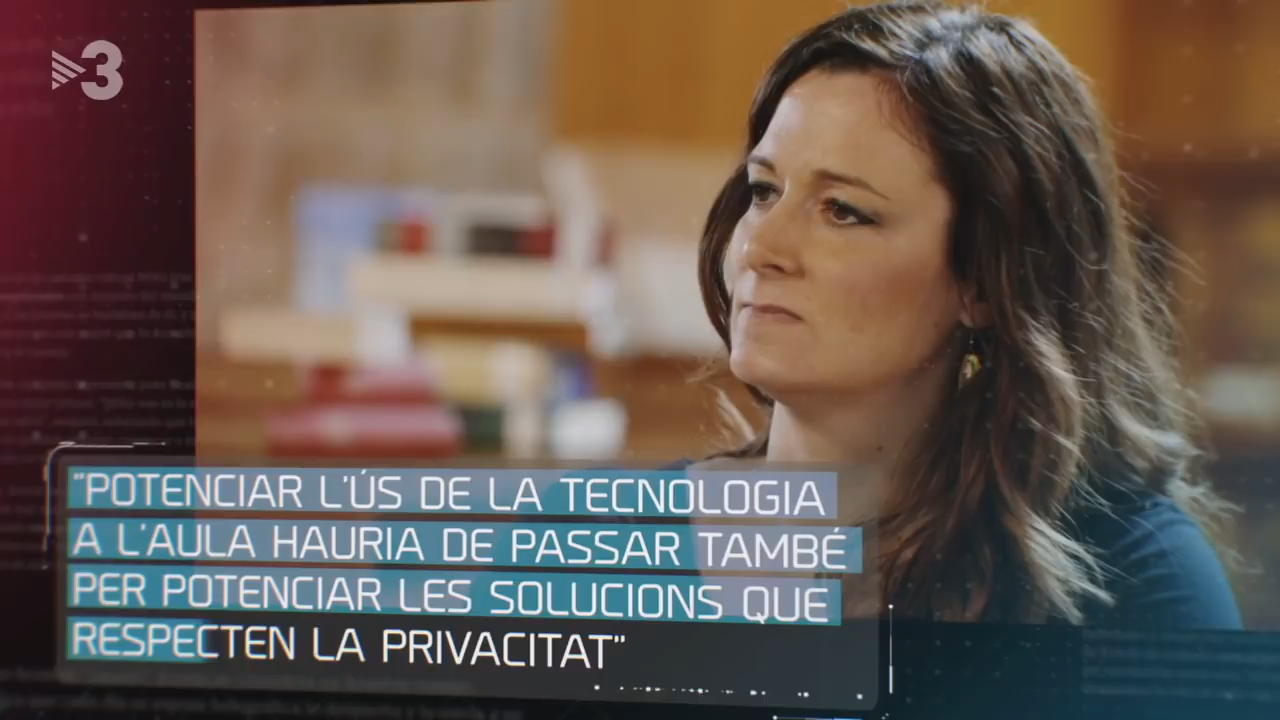 3
"POTENCIAR L'ÚS DE LA TECNOLOGIA
A L'AULA HAURIA DE PASSAR TAMBÉ
PER POTENCIAR LES SOLUCIONS QUE
RESPECTEN LA PRIVACITAT"